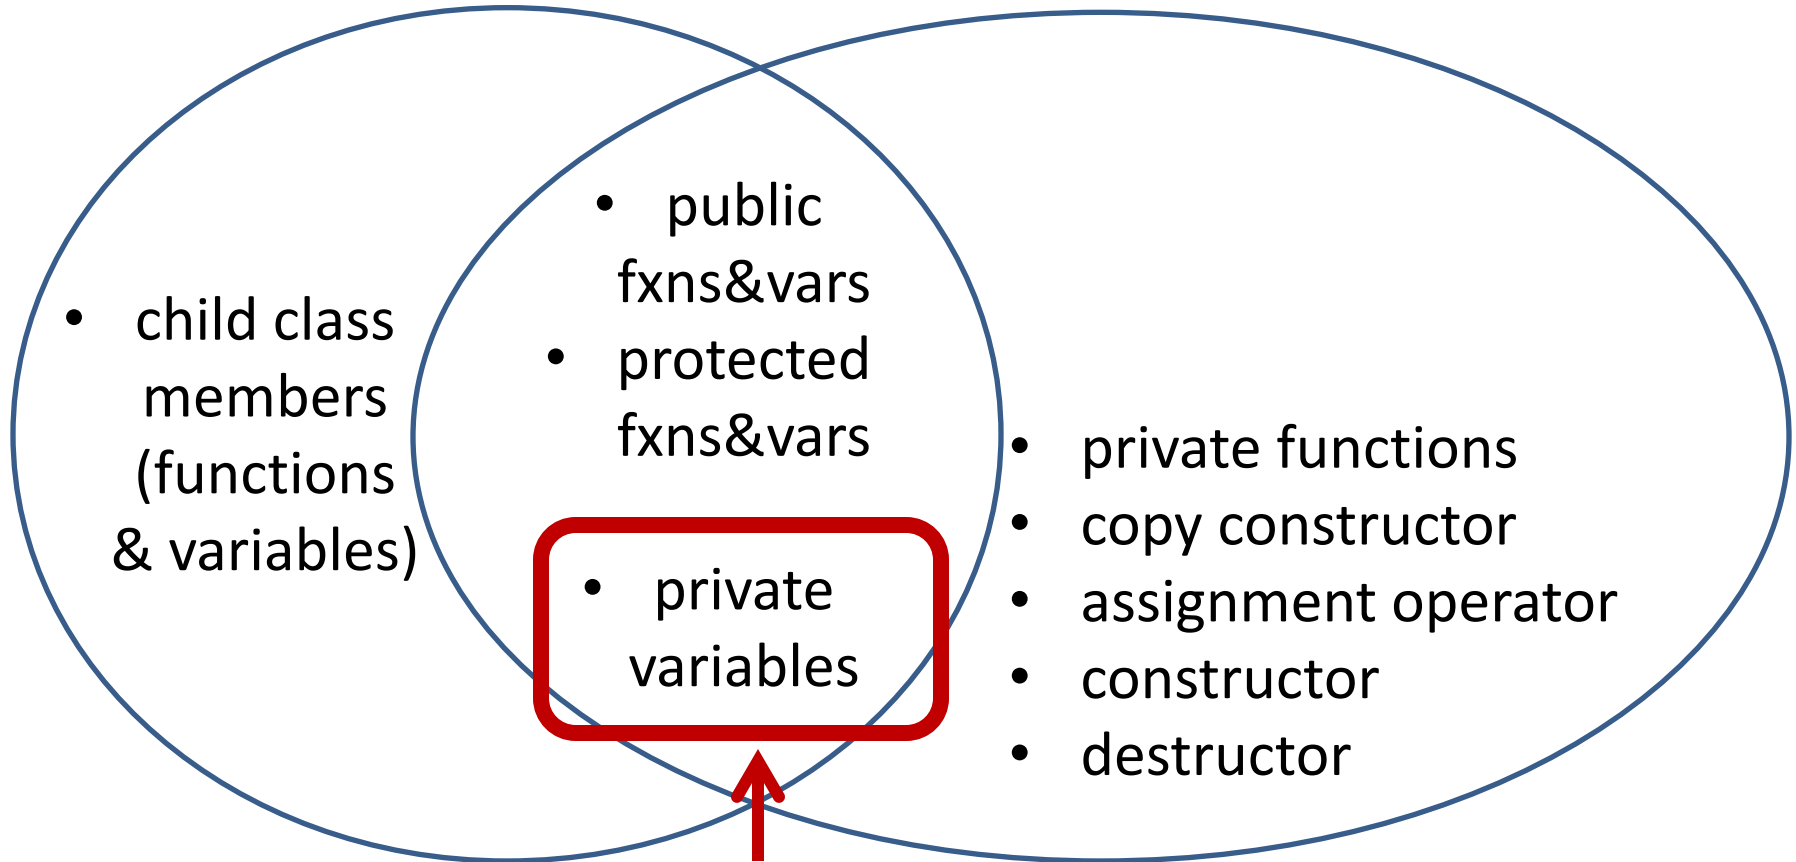 • child class
members
(functions
& variables)
• public
fxns&vars
• protected
fxns&vars
• private
variables
• private functions
• copy constructor
• assignment operator
• constructor
• destructor